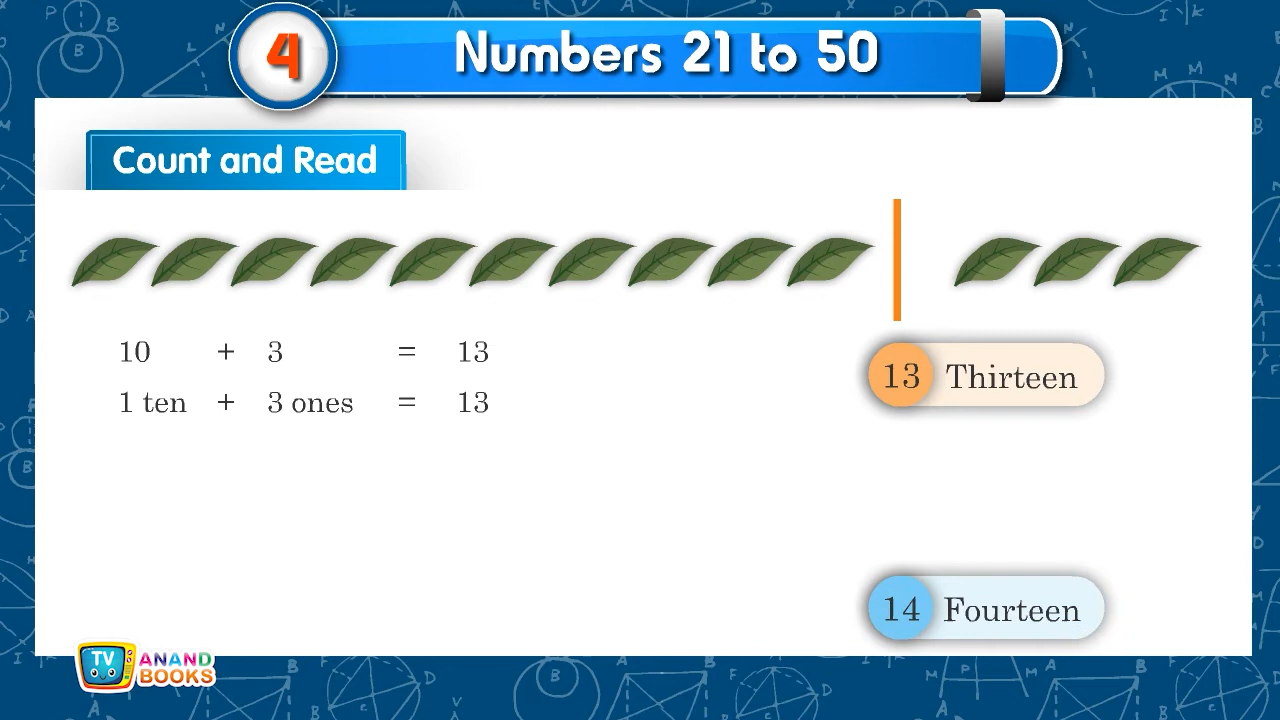 4
Numbers 21 to 50
Count and Read
10 + 3 = 13
1 ten + 3 ones = 13
13 Thirteen
14 Fourteen
TV ANAND
BOOKS